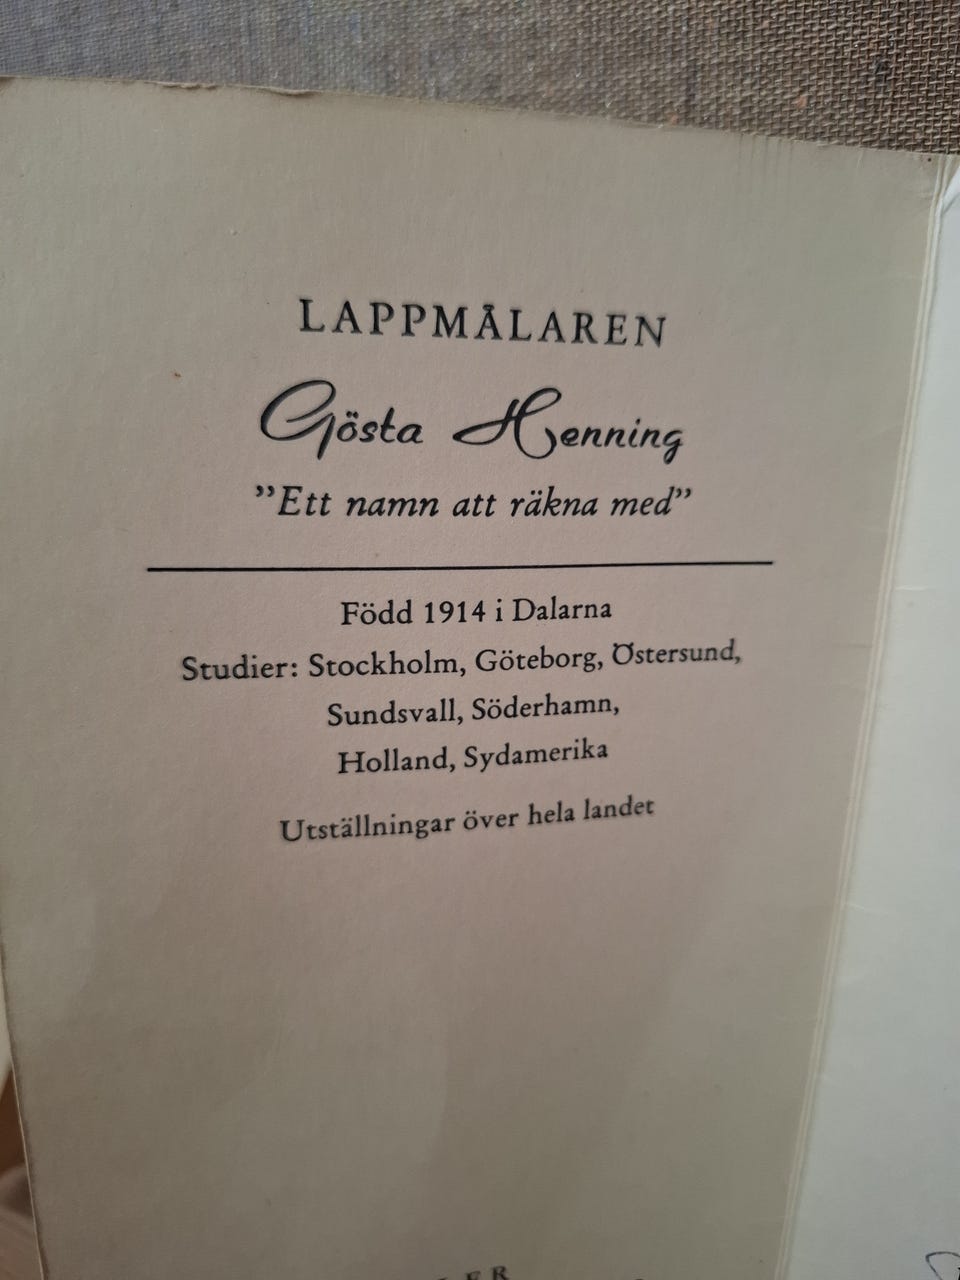 LAPPMÅLAREN
Gösta Henning
”Ett namn att räkna med”
Född 1914 i Dalarna
Studier: Stockholm, Göteborg, Östersund,
Sundsvall, Söderhamn,
Holland, Sydamerika
Utställningar över hela landet